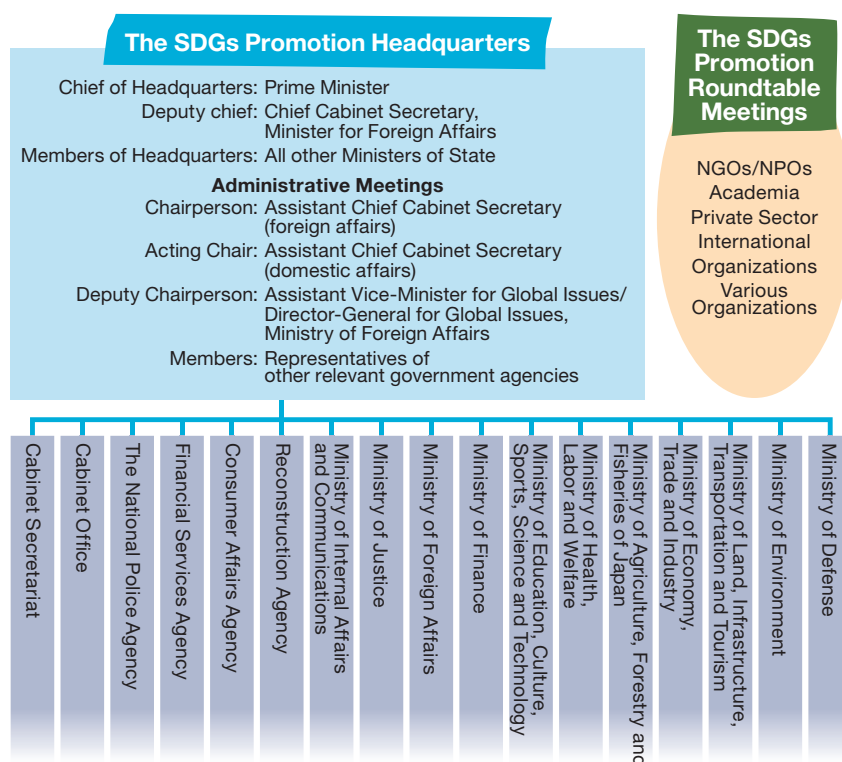 The SDGs Promotion Headquarters
Chief of Headquarters: Prime Minister
Deputy chief: Chief Cabinet Secretary,
Minister for Foreign Affairs
Members of Headquarters: All other Ministers of State
Administrative Meetings
Chairperson: Assistant Chief Cabinet Secretary
(foreign affairs)
Acting Chair: Assistant Chief Cabinet Secretary
(domestic affairs)
Deputy Chairperson: Assistant Vice-Minister for Global Issues/
Director-General for Global Issues,
Ministry of Foreign Affairs
Members: Representatives of
other relevant government agencies
The SDGs
Promotion
Roundtable
Meetings
NGOs/NPOs
Academia
Private Sector
International
Organizations
Various
Organizations
Cabinet Secretariat
Cabinet Office
The National Police Agency
Financial Services Agency
Consumer Affairs Agency
Reconstruction Agency
Ministry of Internal Affairs
and Communications
Ministry of Justice
Ministry of Foreign Affairs
Ministry of Finance
Ministry of Education, Culture,
Sports, Science and Technology
Ministry of Health,
Labor and Welfare
Ministry of Agriculture, Forestry and
Fisheries of Japan
Ministry of Economy,
Trade and Industry
Ministry of Land, Infrastructure,
Transportation and Tourism
Ministry of Environment
Ministry of Defense